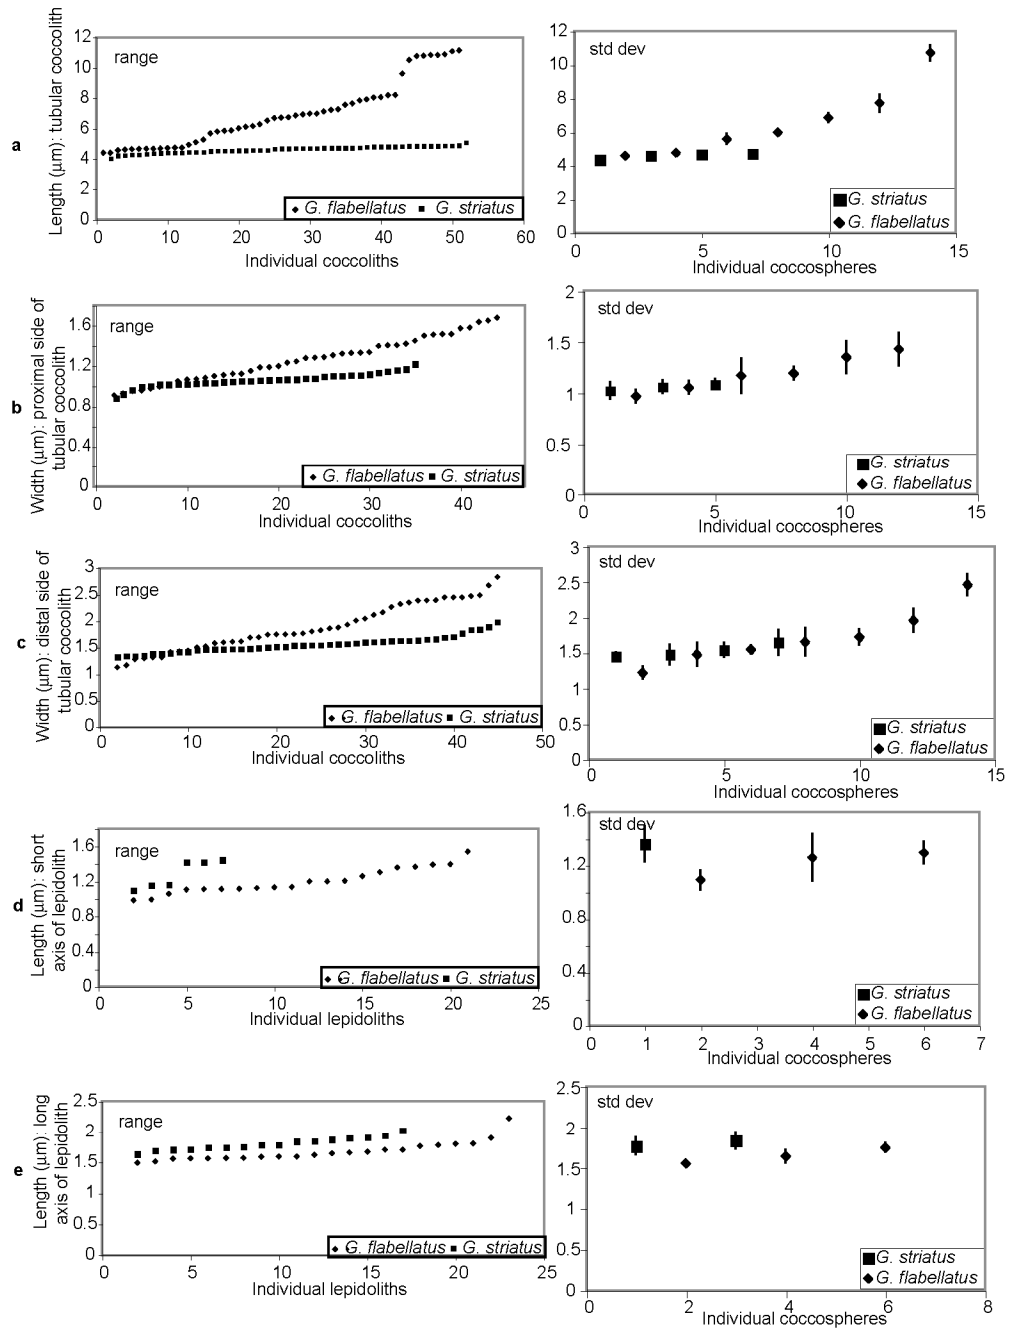 a
Length (µm): tubular coccolith
12
10
8
6
4
2
0
range
G. flabellatus G. striatus
0 10 20 30 40 50 60
Individual coccoliths
12
10
8
6
4
2
0
std dev
G. striatus
G. flabellatus
0 5 10 15
Individual coccospheres
b
Width (µm): proximal side of
tubular coccolith
1.6
1.2
0.8
0.4
0
range
G. flabellatus G. striatus
0 10 20 30 40
Individual coccoliths
2
1.5
1
0.5
0
std dev
G. striatus
G. flabellatus
0 5 10 15
Individual coccospheres
c
Width (µm): distal side of
tubular coccolith
3
2.5
2
1.5
1
0.5
0
range
G. flabellatus G. striatus
0 10 20 30 40 50
Individual coccoliths
3
2.5
2
1.5
1
0.5
0
std dev
G. striatus
G. flabellatus
0 5 10 15
Individual coccospheres
d
Length (µm): short
axis of lepidolith
1.6
1.2
0.8
0.4
0
range
G. flabellatus G. striatus
0 5 10 15 20 25
Individual lepidoliths
1.6
1.2
0.8
0.4
0
std dev
G. striatus
G. flabellatus
0 1 2 3 4 5 6 7
Individual coccospheres
e
Length (µm): long
axis of lepidolith
2.5
2
1.5
1
0.5
0
range
G. flabellatus G. striatus
0 5 10 15 20 25
Individual lepidoliths
2.5
2
1.5
1
0.5
0
std dev
G. striatus
G. flabellatus
0 2 4 6 8
Individual coccospheres